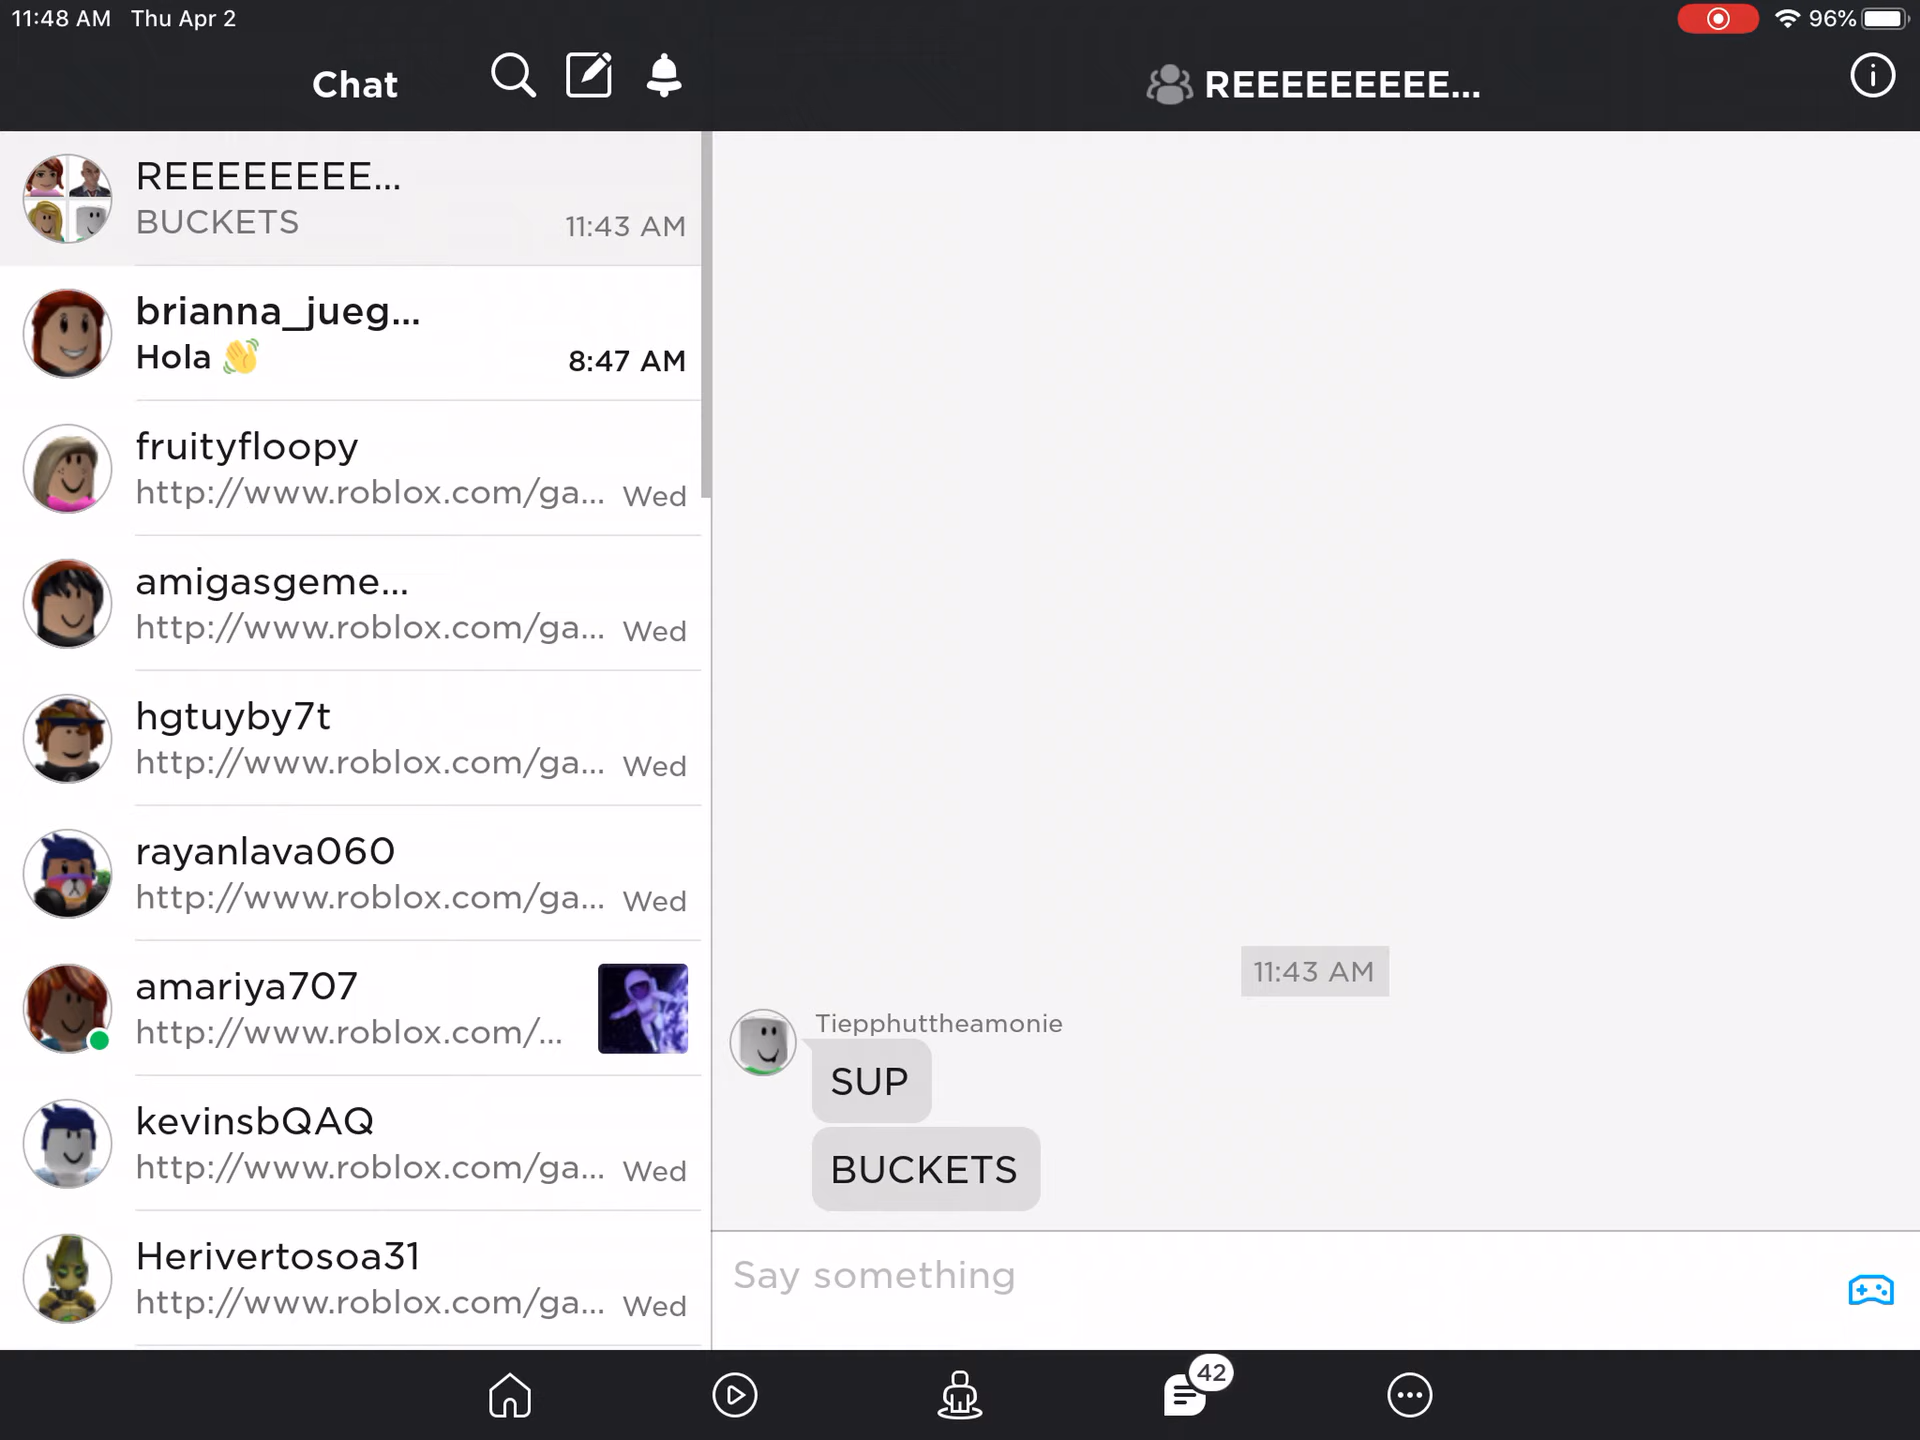 11:48 AM Thu Apr 2
96%
Chat
REEEEEEEEE...
REEEEEEEE...
BUCKETS
11:43 AM
brianna_jueg...
Hola 👋
8:47 AM
fruityfloopy
http://www.roblox.com/ga... Wed
amigasgeme...
http://www.roblox.com/ga... Wed
hgtuyby7t
http://www.roblox.com/ga... Wed
rayanlava060
http://www.roblox.com/ga... Wed
amariya707
http://www.roblox.com/...
kevinsbQAQ
http://www.roblox.com/ga... Wed
Herivertosoa31
http://www.roblox.com/ga... Wed
11:43 AM
Tiepphuttheamonie
SUP
BUCKETS
Say something
42